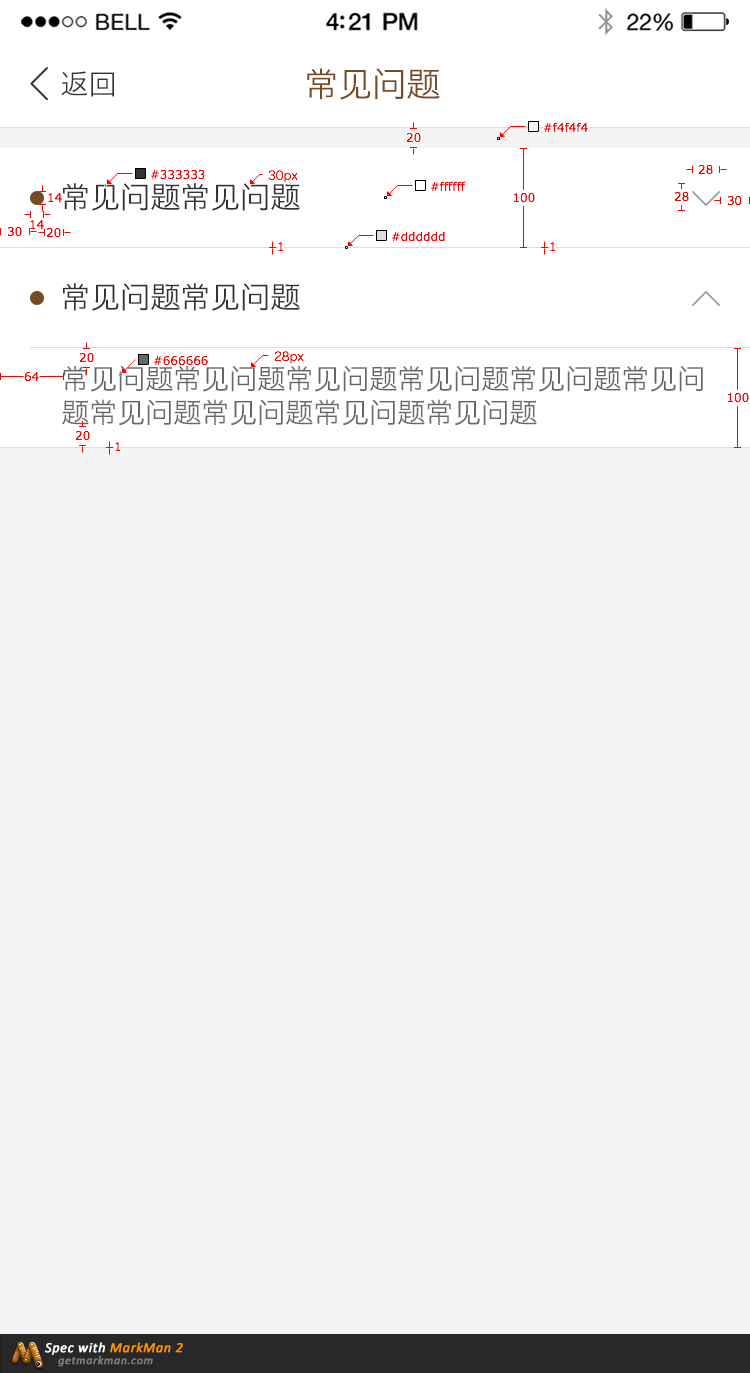 BELL 4:21 PM 22%
返回 常见问题
20 #f4f4f4
#333333 30px #ffffff 28
14 常见问题常见问题 100 28 30
14
30 20 #dddddd
1 1
常见问题常见问题
20 #666666 28px
64 常见问题常见问题常见问题常见问题常见问题常见问
100
题常见问题常见问题常见问题常见问题
20 1
Spec with MarkMan 2
getmarkman.com